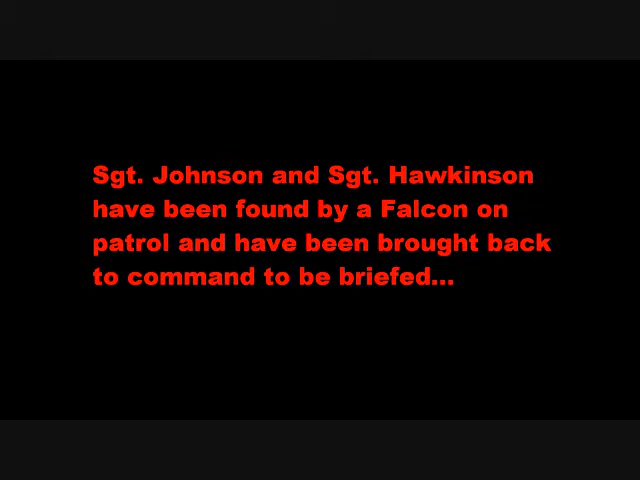 Sgt. Johnson and Sgt. Hawkinson
have been found by a Falcon on
patrol and have been brought back
to command to be briefed...